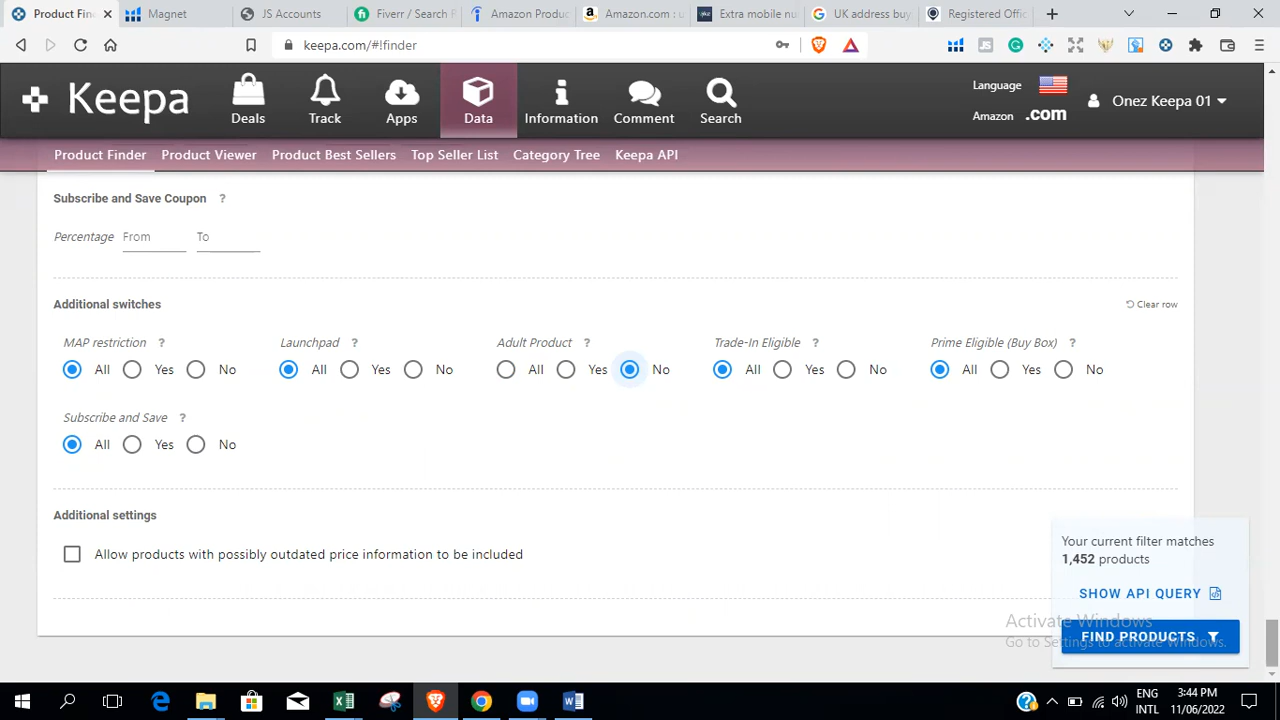 Product Fin
Magnet
JS Accounts
Fiverr / Search R
Amazon Produc
Amazon.com : u
Extra mobile nu
UK address buy
Registered Offic
keepa.com/#!finder
Keepa
Deals
Track
Apps
Data
Information
Comment
Search
Language
Amazon .com
Onez Keepa 01
Product Finder
Product Viewer
Product Best Sellers
Top Seller List
Category Tree
Keepa API
Subscribe and Save Coupon ?
Percentage From To
Additional switches
Clear row
MAP restriction ?
Launchpad ?
Adult Product ?
Trade-In Eligible ?
Prime Eligible (Buy Box) ?
All Yes No
All Yes No
All Yes No
All Yes No
All Yes No
Subscribe and Save ?
All Yes No
Additional settings
Allow products with possibly outdated price information to be included
Your current filter matches
1,452 products
SHOW API QUERY
Activate Windows
FIND PRODUCTS
Go to Settings to activate Windows.
ENG
INTL
3:44 PM
11/06/2022